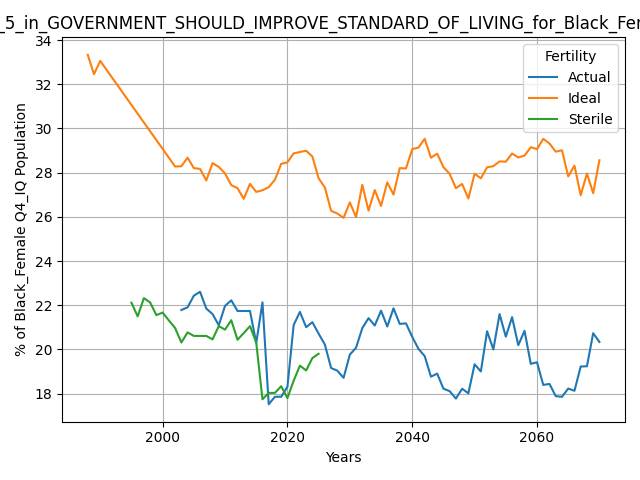 _5_in_GOVERNMENT_SHOULD_IMPROVE_STANDARD_OF_LIVING_for_Black_Fe
34
32
30
28
26
24
22
20
18
% of Black_Female Q4_IQ Population
Fertility
Actual
Ideal
Sterile
2000
2020
2040
2060
Years